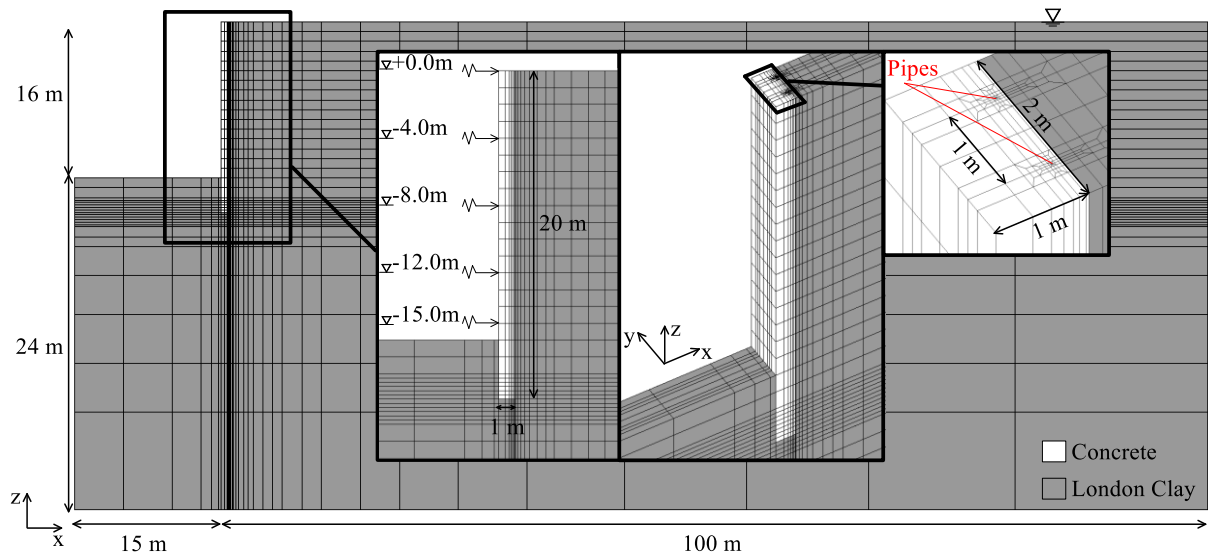 16 m
24 m
z
x
15 m
100 m
+0.0m
-4.0m
-8.0m
-12.0m
-15.0m
20 m
1 m
y
z
x
Pipes
2 m
1 m
1 m
Concrete
London Clay